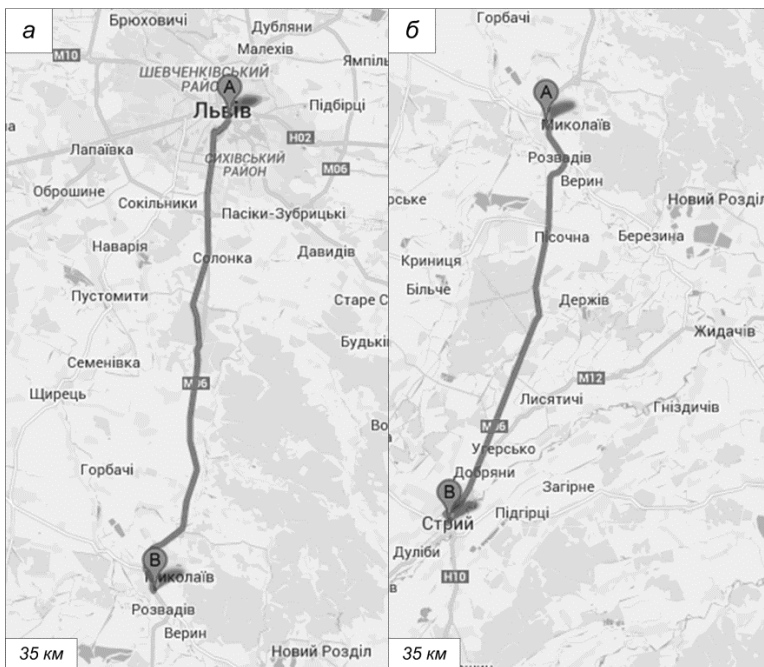 а
Брюховичі
Дубляни
Малехів
М10
ШЕВЧЕНКІВСЬКИЙ
РАЙОН
Ямпіль
A
Львів
Підбірці
Н02
Лапаївка
СИХІВСЬКИЙ
РАЙОН
М06
Оброшине
Сокільники
Пасіки-Зубрицькі
Наварія
Давидів
Солонка
Пустомити
Старе С
Будькі
Семенівка
М06
Щирець
Во
Горбачі
B
Миколаїв
Розвадів
Верин
Новий Розділ
35 км
б
Горбачі
A
Миколаїв
Розвадів
Верин
рське
Новий Розділ
Пісочна
Березина
Криниця
Більче
Держів
Жидачів
М12
Лисятичі
Гніздичів
М06
Угерсько
Добряни
B
Загірне
Стрий
Підгірці
Дуліби
Н10
в
35 км